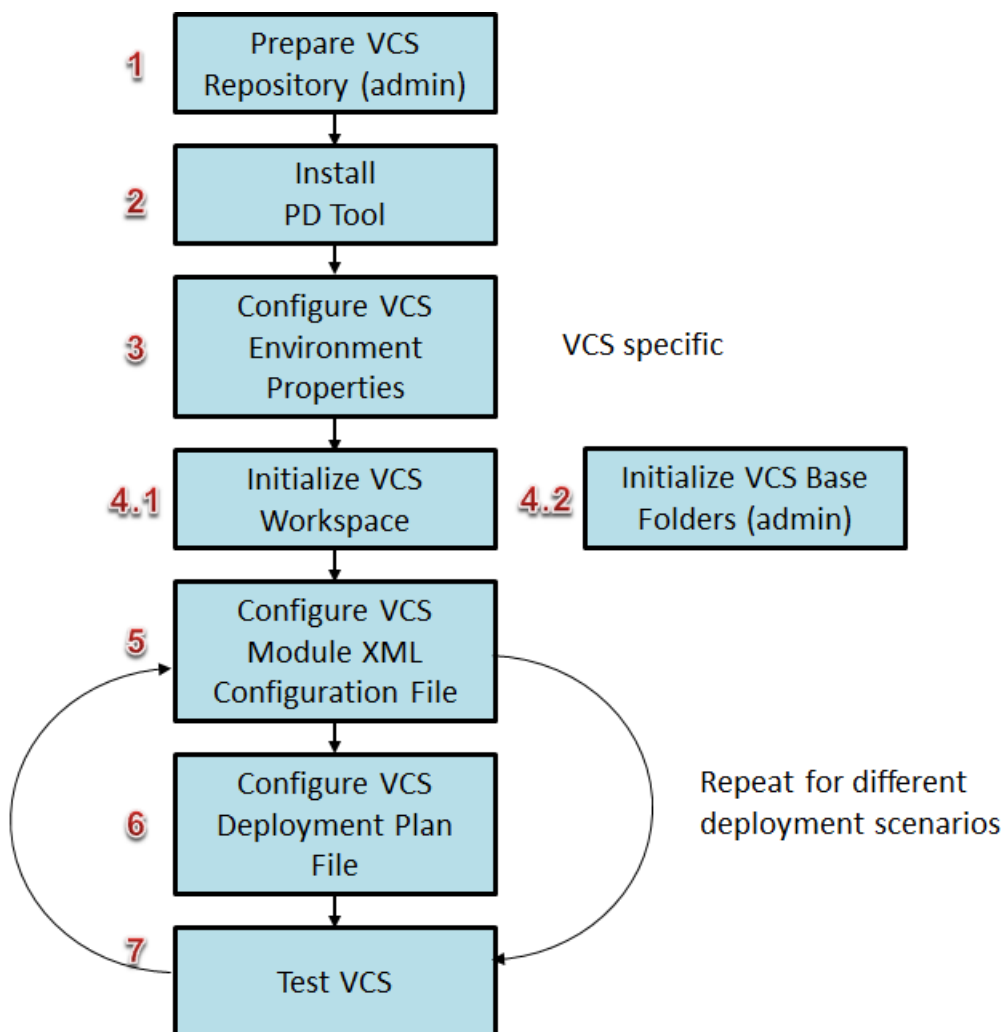 1
Prepare VCS
Repository (admin)
2
Install
PD Tool
3
Configure VCS
Environment
Properties
VCS specific
4.1
Initialize VCS
Workspace
4.2
Initialize VCS Base
Folders (admin)
5
Configure VCS
Module XML
Configuration File
6
Configure VCS
Deployment Plan
File
Repeat for different
deployment scenarios
7
Test VCS